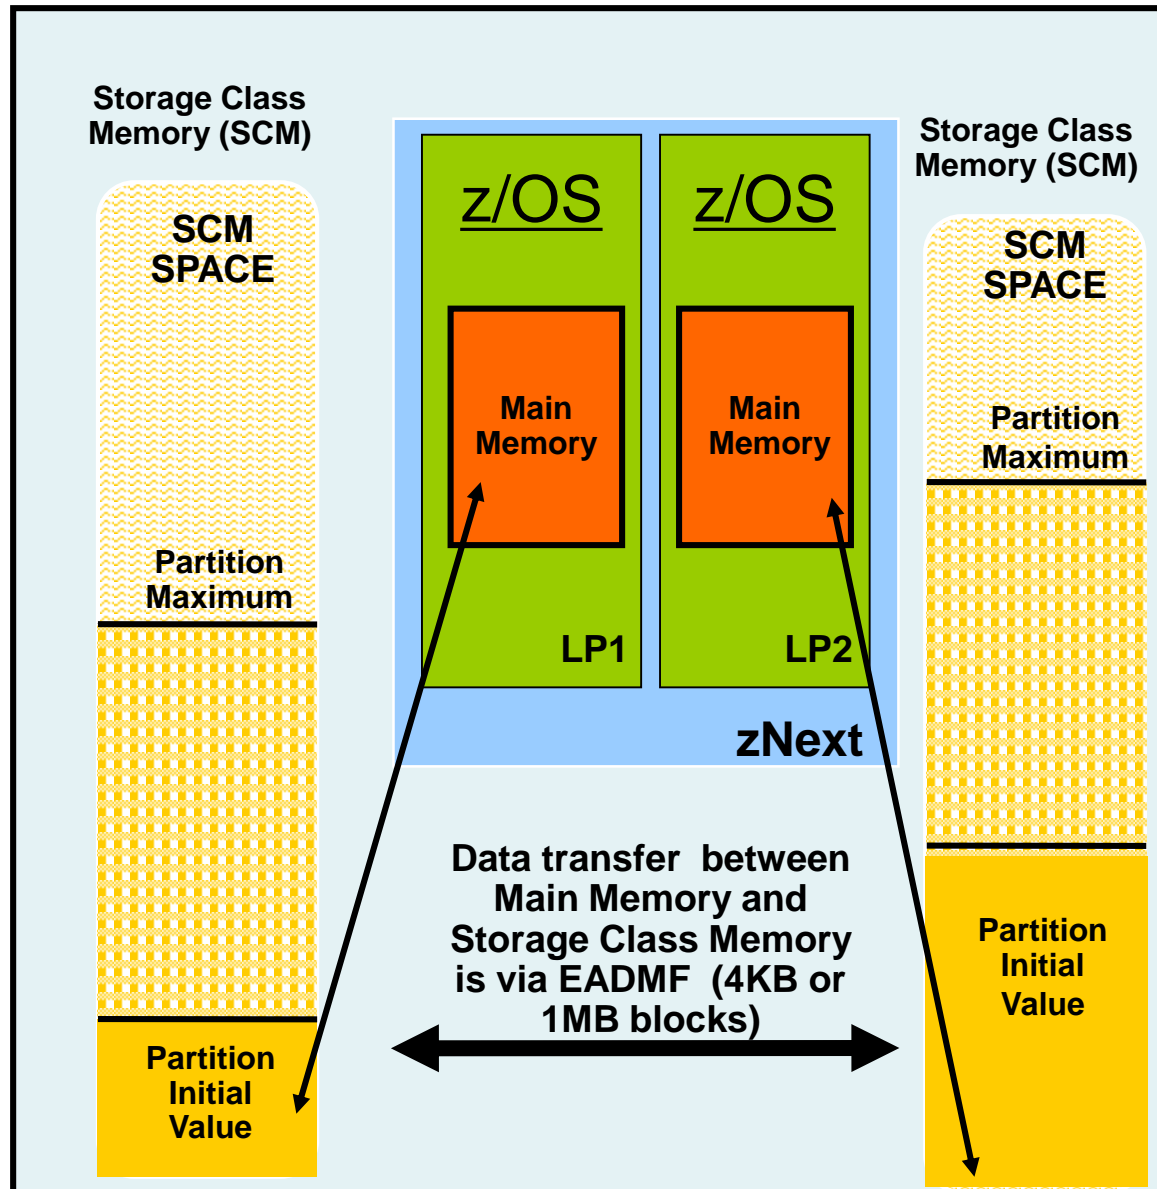 Storage Class
Memory (SCM)
SCM
SPACE
Partition
Maximum
Partition
Initial
Value
z/OS
Main
Memory
LP1
z/OS
Main
Memory
LP2
zNext
Data transfer between
Main Memory and
Storage Class Memory
is via EADMF (4KB or
1MB blocks)
Storage Class
Memory (SCM)
SCM
SPACE
Partition
Maximum
Partition
Initial
Value